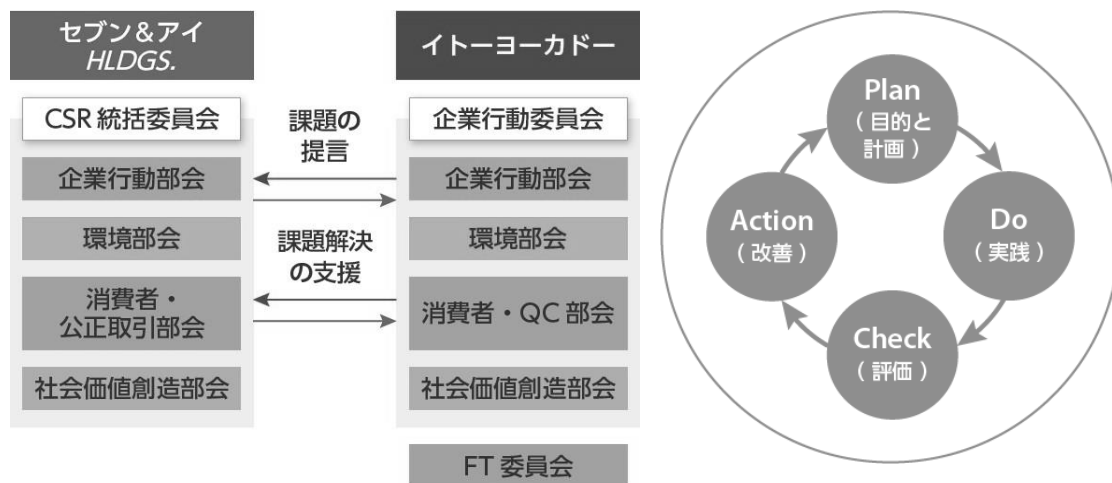 セブン&アイ
HLDGS.
CSR 統括委員会
企業行動部会
環境部会
消費者・
公正取引部会
社会価値創造部会
課題の
提言
課題解決
の支援
イトーヨーカドー
企業行動委員会
企業行動部会
環境部会
消費者・QC 部会
社会価値創造部会
FT 委員会
Plan
（ 目的と
計画 ）
Do
（ 実践 ）
Check
（ 評価 ）
Action
（ 改善 ）